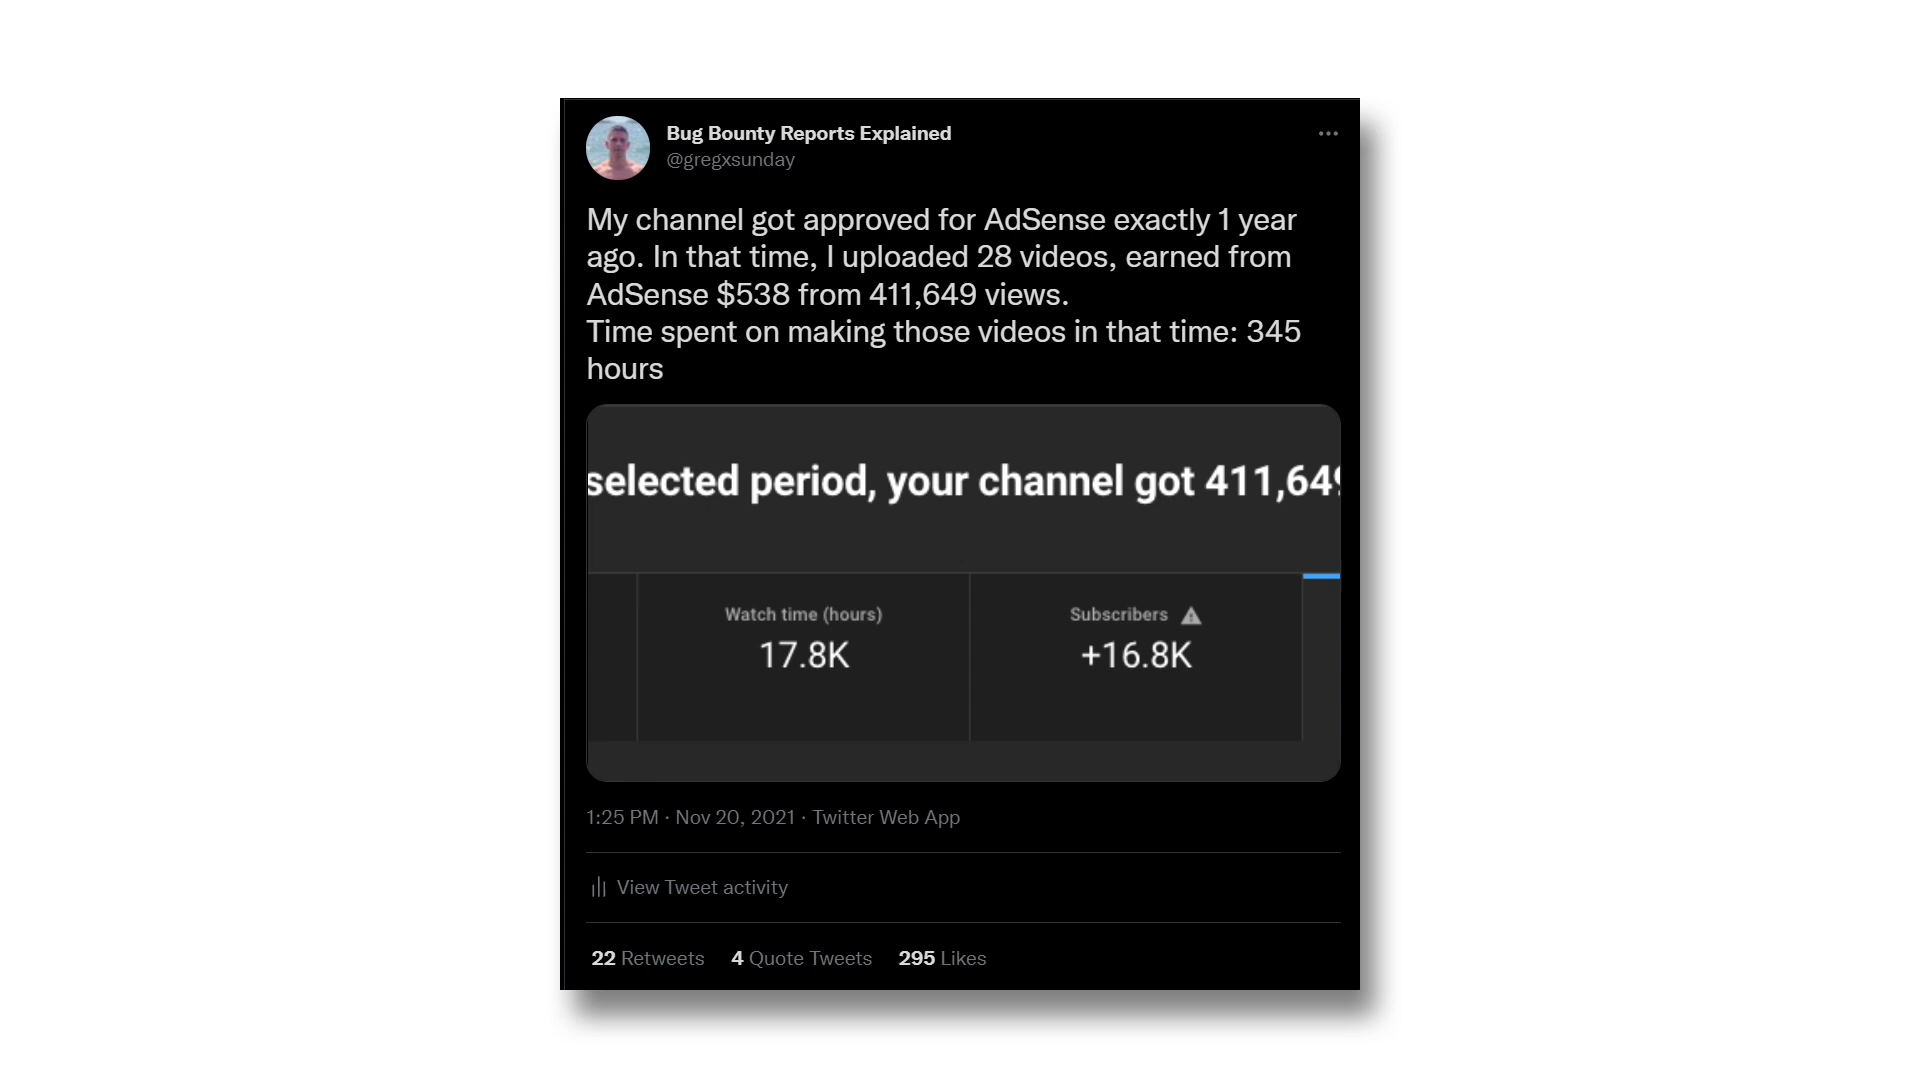 Bug Bounty Reports Explained
@gregxsunday
My channel got approved for AdSense exactly 1 year
ago. In that time, I uploaded 28 videos, earned from
AdSense $538 from 411,649 views.
Time spent on making those videos in that time: 345
hours
selected period, your channel got 411,649
Watch time (hours)
17.8K
Subscribers
+16.8K
1:25 PM · Nov 20, 2021 · Twitter Web App
View Tweet activity
22 Retweets 4 Quote Tweets 295 Likes